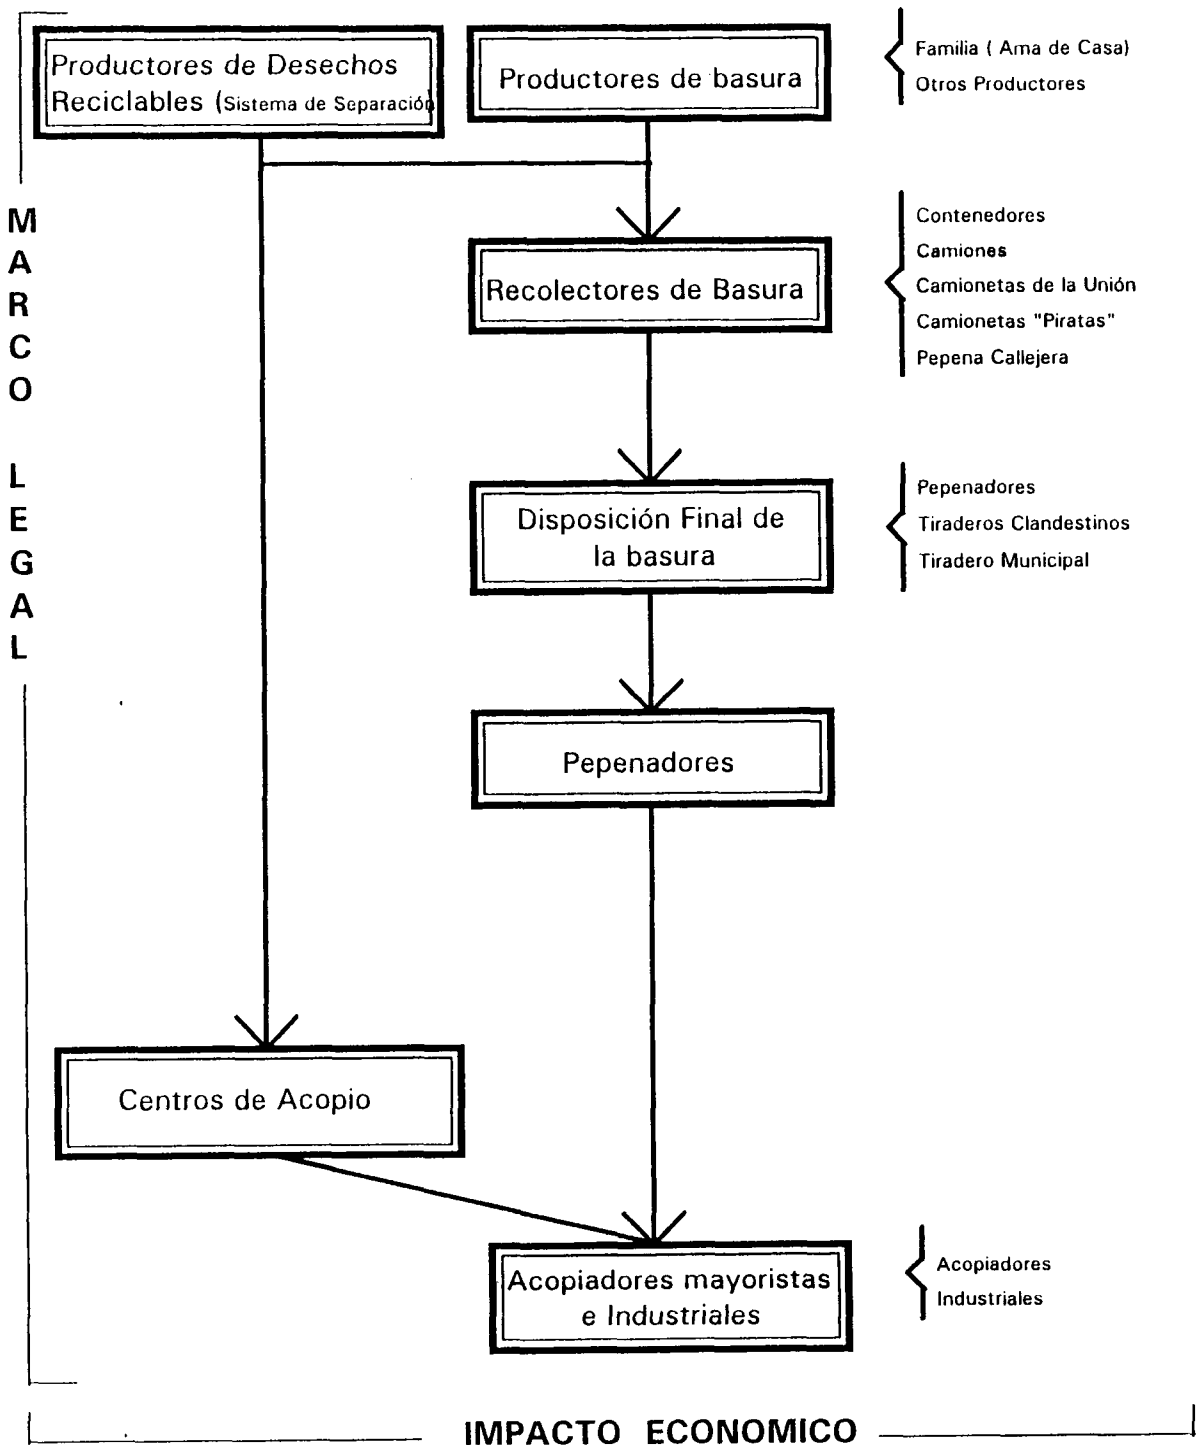 Productores de Desechos
Reciclables (Sistema de Separación
Productores de basura
Familia ( Ama de Casa)
Otros Productores
MARCO LEGAL
Recolectores de Basura
Contenedores
Camiones
Camionetas de la Unión
Camionetas "Piratas"
Pepena Callejera
Disposición Final de
la basura
Pepenadores
Tiraderos Clandestinos
Tiradero Municipal
Pepenadores
Centros de Acopio
Acopiadores mayoristas
e Industriales
Acopiadores
Industriales
IMPACTO ECONOMICO